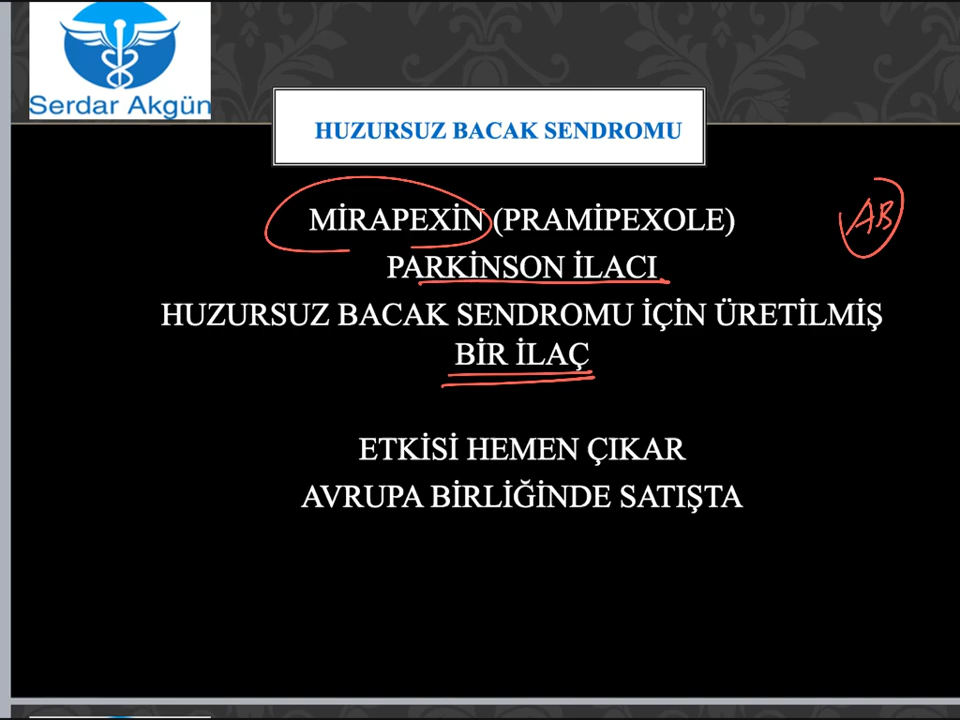 Serdar Akgün
HUZURSUZ BACAK SENDROMU
MİRAPEXİN (PRAMİPEXOLE)
AB
PARKİNSON İLACI
HUZURSUZ BACAK SENDROMU İÇİN ÜRETİLMİŞ
BİR İLAÇ
ETKİSİ HEMEN ÇIKAR
AVRUPA BİRLİĞİNDE SATIŞTA